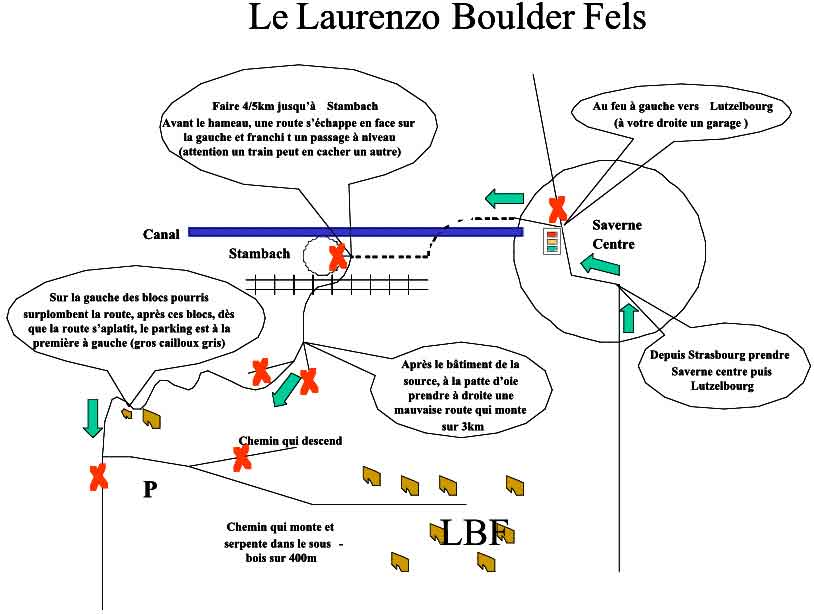 Le Laurenzo Boulder Fels
Faire 4/5km jusqu'à Stambach
Avant le hameau, une route s'échappe en face sur
la gauche et franchi t un passage à niveau
(attention un train peut en cacher un autre)
Au feu à gauche vers Lutzelbourg
(à votre droite un garage )
Canal
Stambach
Saverne
Centre
Sur la gauche des blocs pourris
surplombent la route, après ces blocs, dès
que la route s'aplatit, le parking est à la
première à gauche (gros cailloux gris)
Après le bâtiment de la
source, à la patte d'oie
prendre à droite une
mauvaise route qui monte
sur 3km
Depuis Strasbourg prendre
Saverne centre puis
Lutzelbourg
Chemin qui descend
P
Chemin qui monte et
serpente dans le sous -
bois sur 400m
LBF